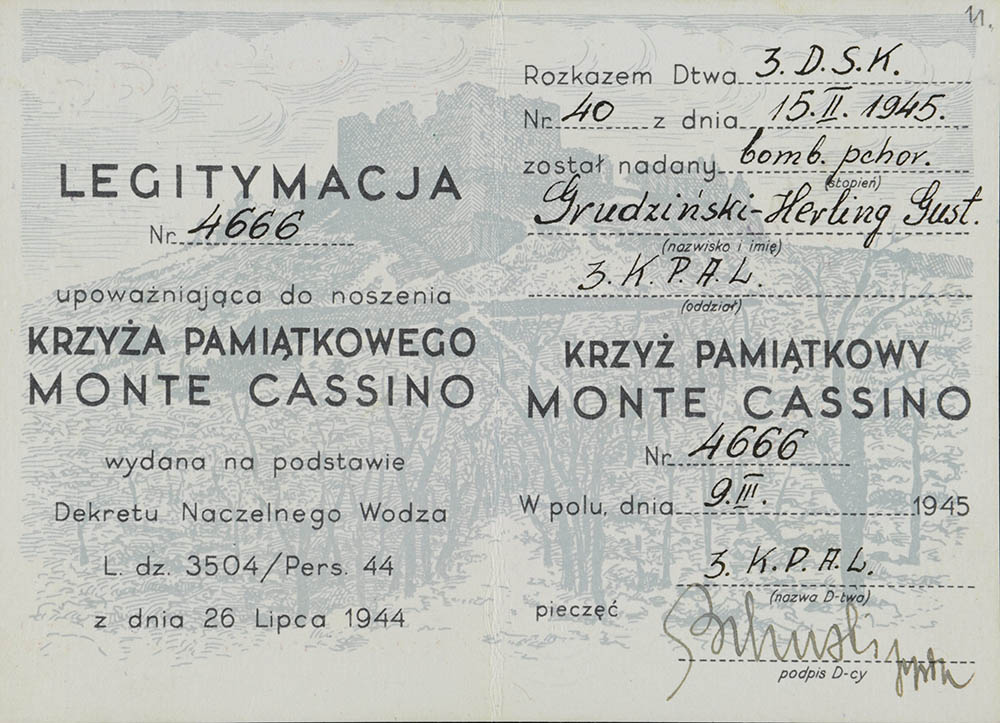 11.
LEGITYMACJA
Nr 4666
upoważniająca do noszenia
KRZYŻA PAMIĄTKOWEGO
MONTE CASSINO
wydana na podstawie
Dekretu Naczelnego Wodza
L. dz. 3504/Pers. 44
z dnia 26 Lipca 1944
Rozkazem Dtwa 3. D. S. K.
Nr 40 z dnia 15. II. 1945.
został nadany bomb. pchor.
(stopień)
Grudziński-Herling Gust.
(nazwisko i imię)
3. K. P. A. L.
(oddział)
KRZYŻ PAMIĄTKOWY
MONTE CASSINO
Nr 4666
W polu, dnia 9. III. 1945
3. K. P. A. L.
(nazwa D-twa)
pieczęć
podpis D-cy